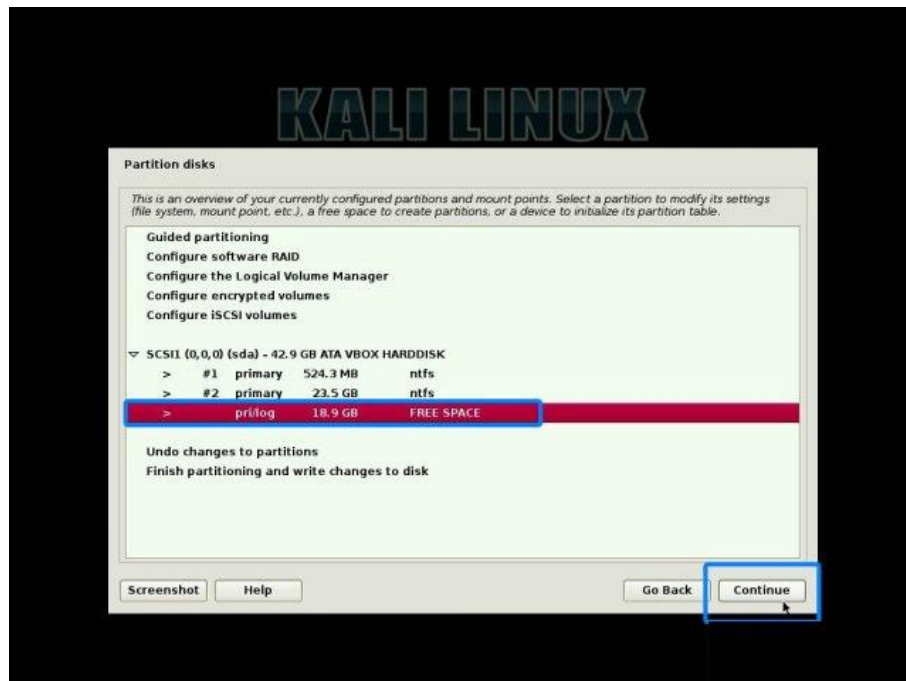 KALI LINUX
Partition disks
This is an overview of your currently configured partitions and mount points. Select a partition to modify its settings
(file system, mount point, etc.), a free space to create partitions, or a device to initialize its partition table.
Guided partitioning
Configure software RAID
Configure the Logical Volume Manager
Configure encrypted volumes
Configure iSCSI volumes
SCSI1 (0,0,0) (sda) - 42.9 GB ATA VBOX HARDDISK
> #1 primary 524.3 MB ntfs
> #2 primary 23.5 GB ntfs
> pri/log 18.9 GB FREE SPACE
Undo changes to partitions
Finish partitioning and write changes to disk
Screenshot Help Go Back Continue